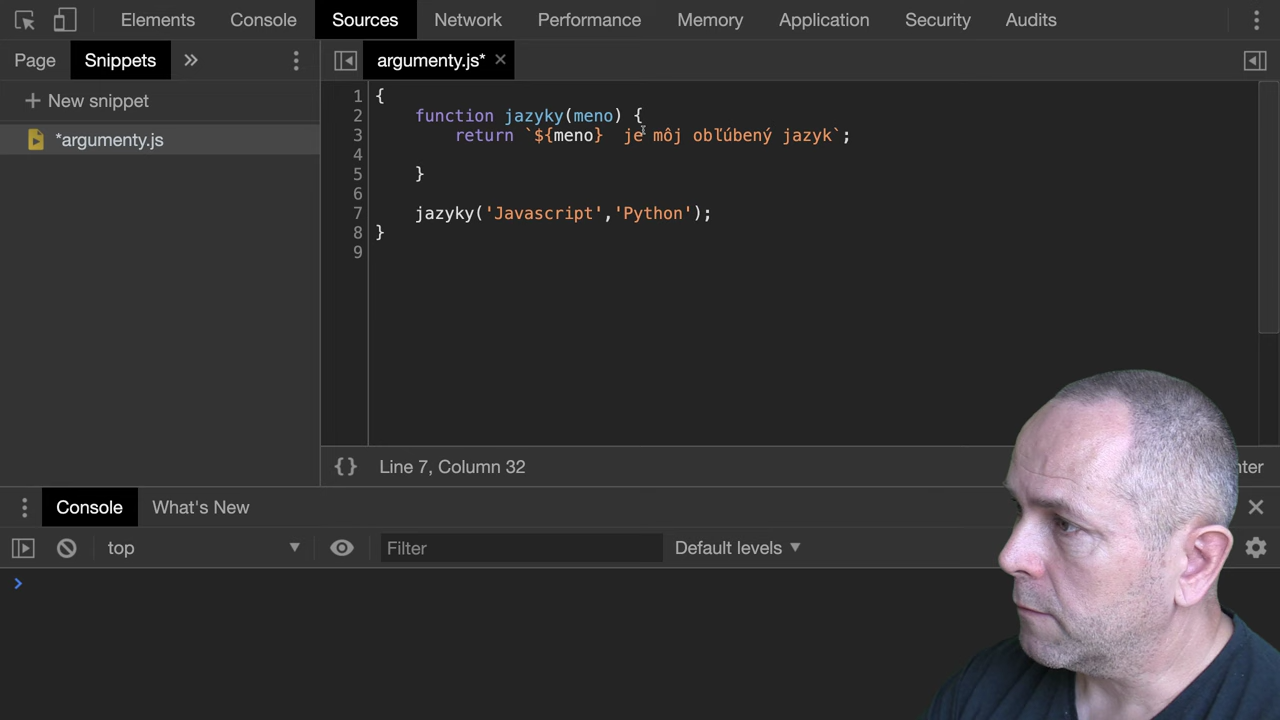 Elements Console Sources Network Performance Memory Application Security Audits
Page Snippets » argumenty.js* ×
+ New snippet
*argumenty.js
1 {
2 function jazyky(meno) {
3 return `${meno}  je môj obľúbený jazyk`;
4
5 }
6
7 jazyky('Javascript','Python');
8 }
9
{} Line 7, Column 32
Console What's New
top Filter Default levels
>